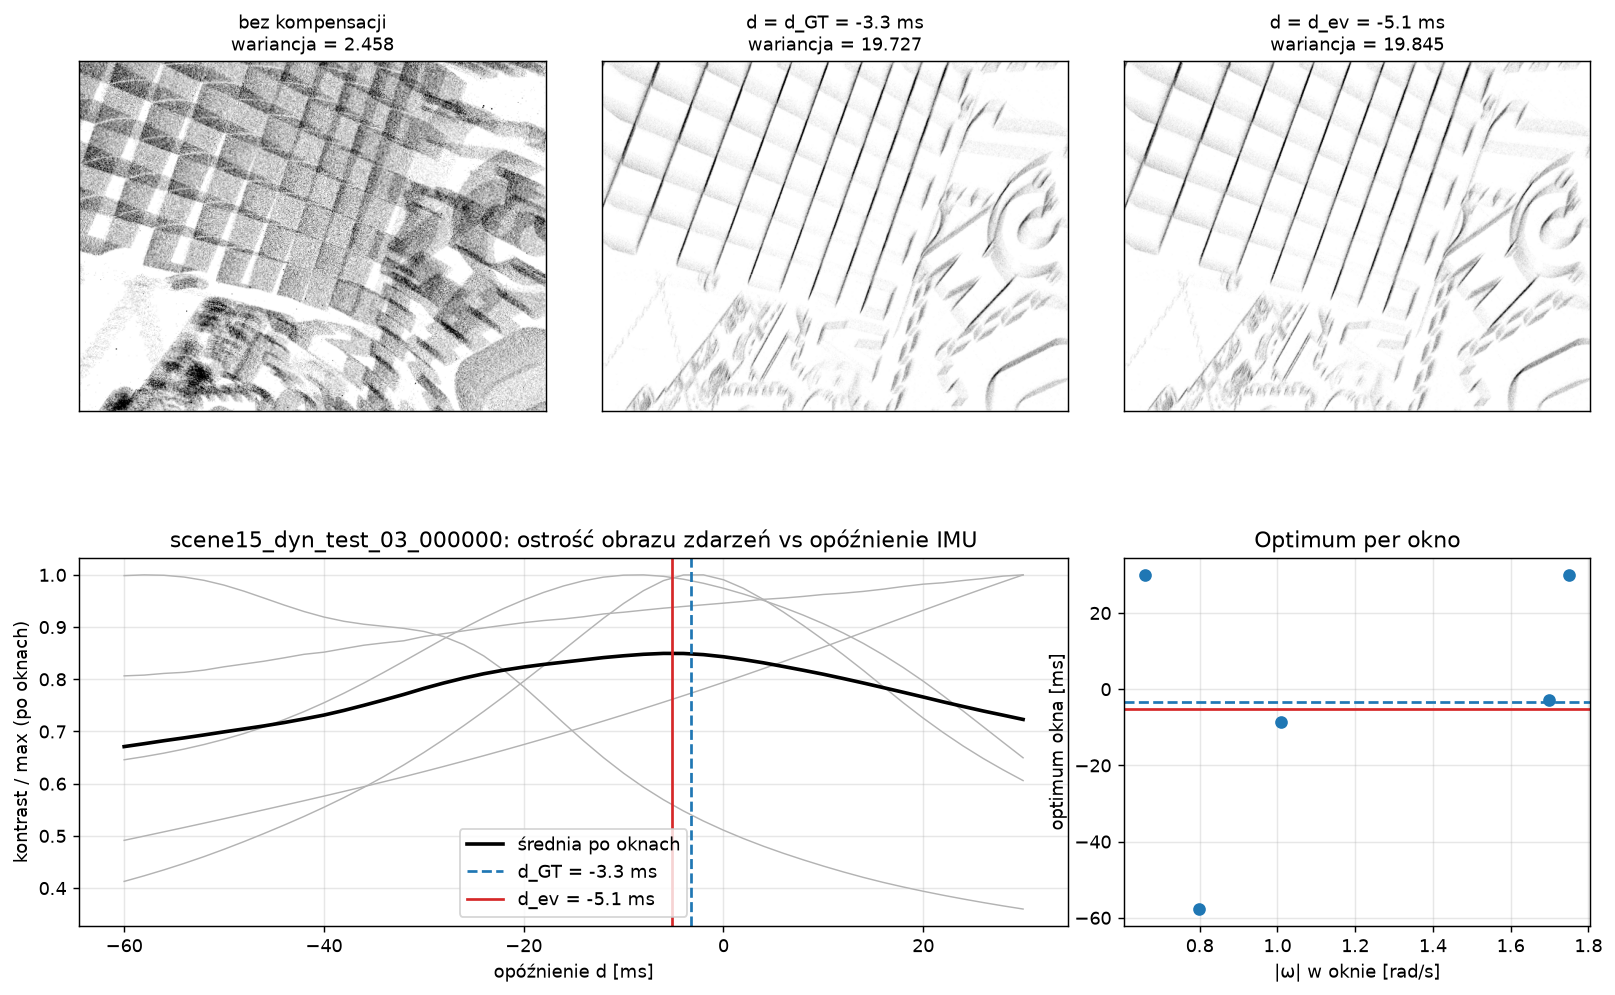 bez kompensacji
wariancja = 2.458
d = d_GT = -3.3 ms
wariancja = 19.727
d = d_ev = -5.1 ms
wariancja = 19.845
scene15_dyn_test_03_000000: ostrość obrazu zdarzeń vs opóźnienie IMU
kontrast / max (po oknach)
1.0
0.9
0.8
0.7
0.6
0.5
0.4
średnia po oknach
d_GT = -3.3 ms
d_ev = -5.1 ms
−60
−40
−20
0
20
opóźnienie d [ms]
Optimum per okno
optimum okna [ms]
20
0
−20
−40
−60
0.8
1.0
1.2
1.4
1.6
1.8
|ω| w oknie [rad/s]